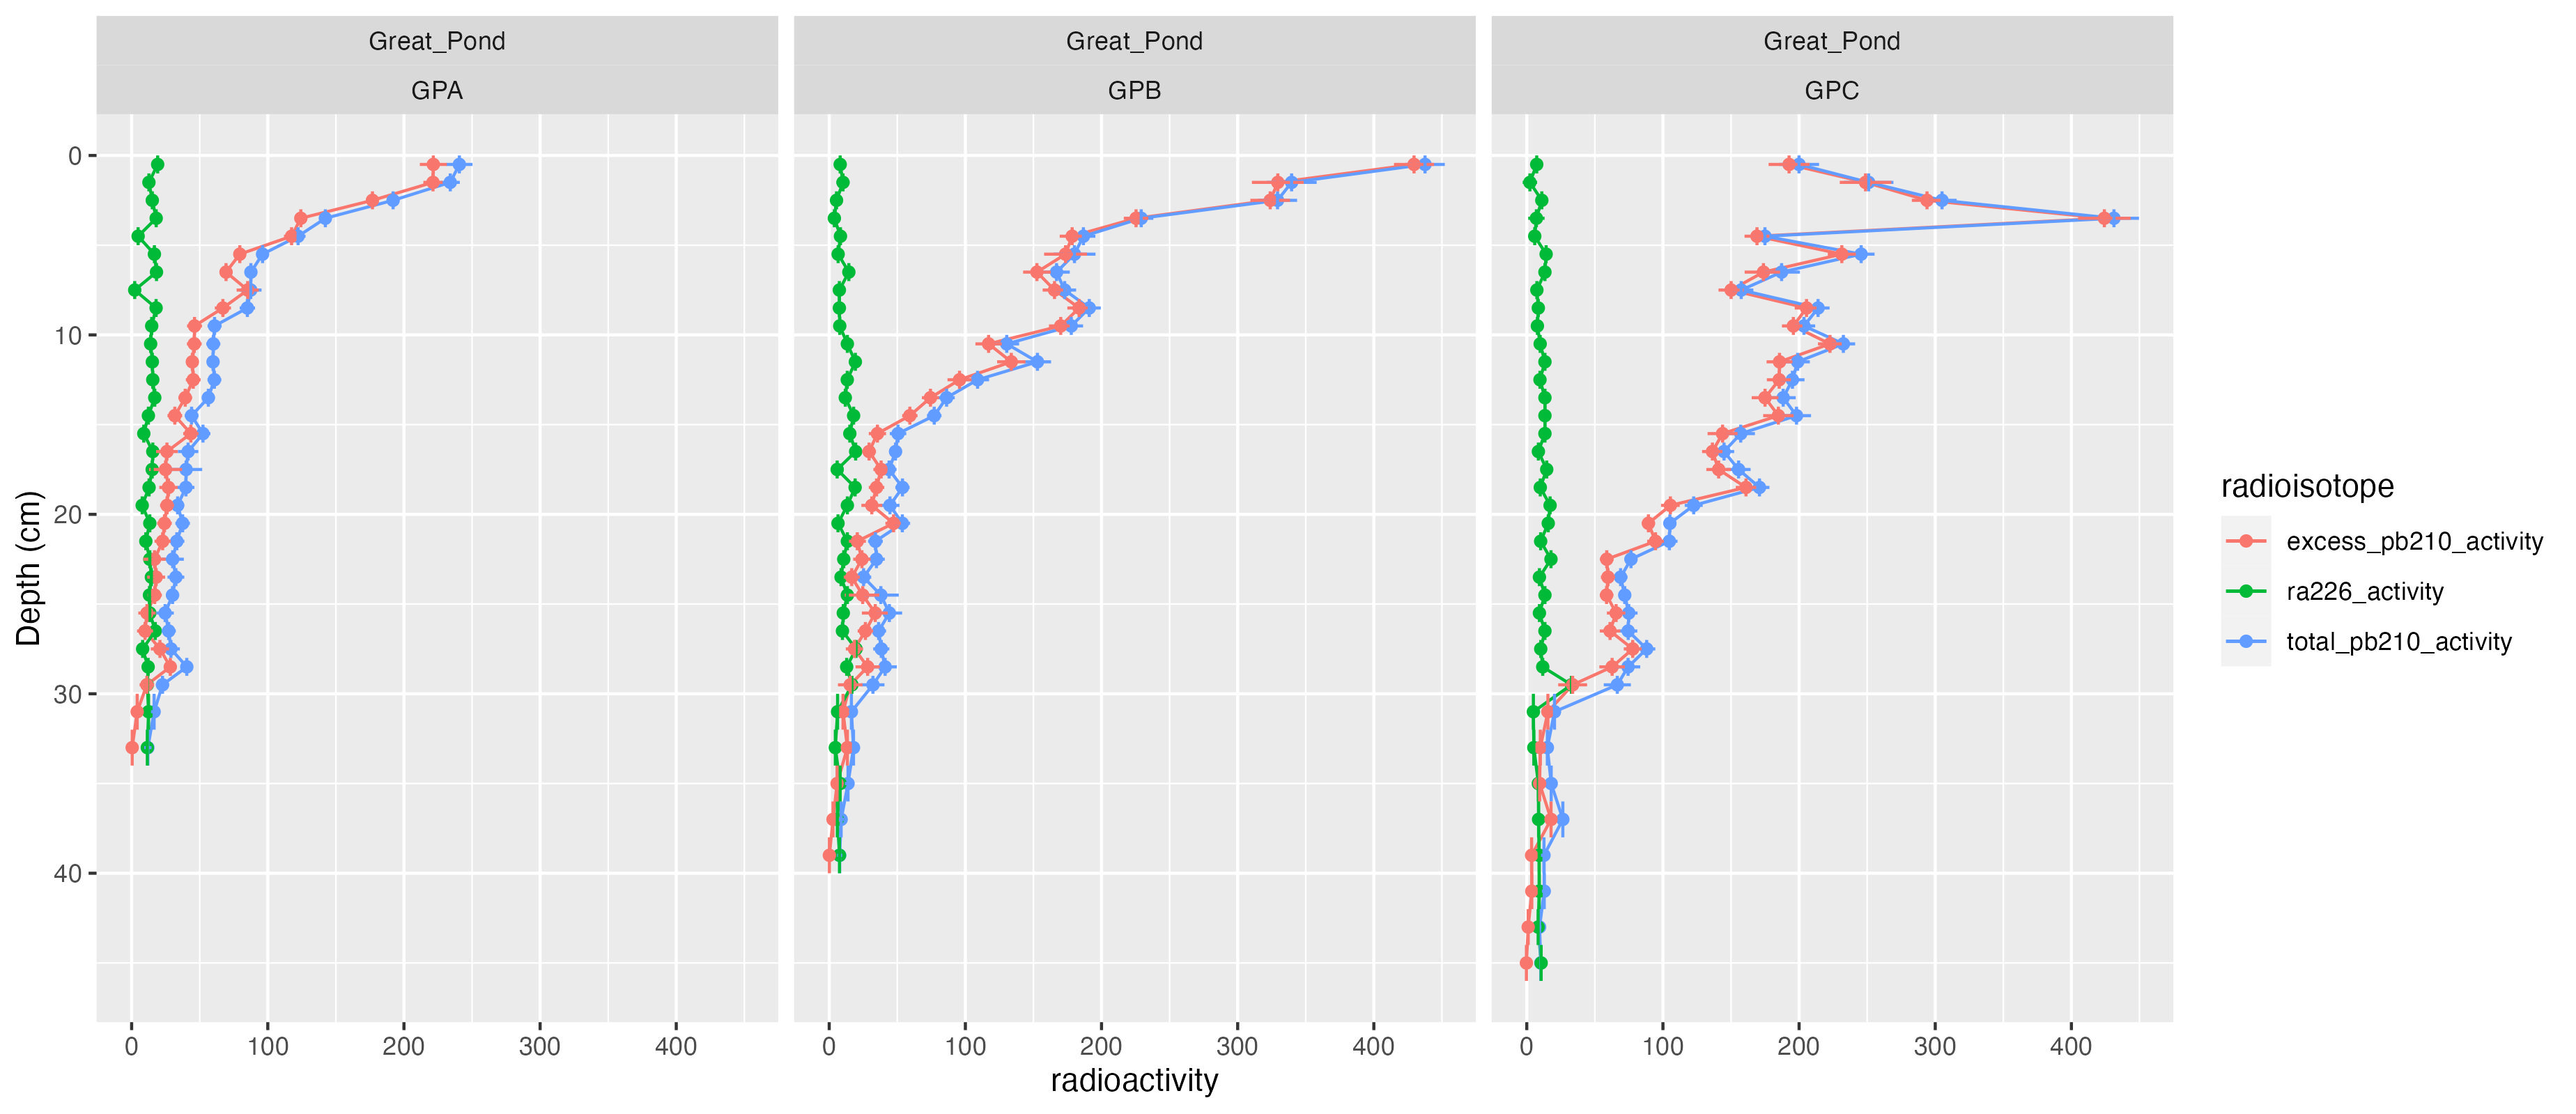 Great_Pond Great_Pond Great_Pond
GPA GPB GPC
0
10
20
30
40
Depth (cm)
0 100 200 300 400 0 100 200 300 400 0 100 200 300 400
radioactivity
radioisotope
excess_pb210_activity
ra226_activity
total_pb210_activity